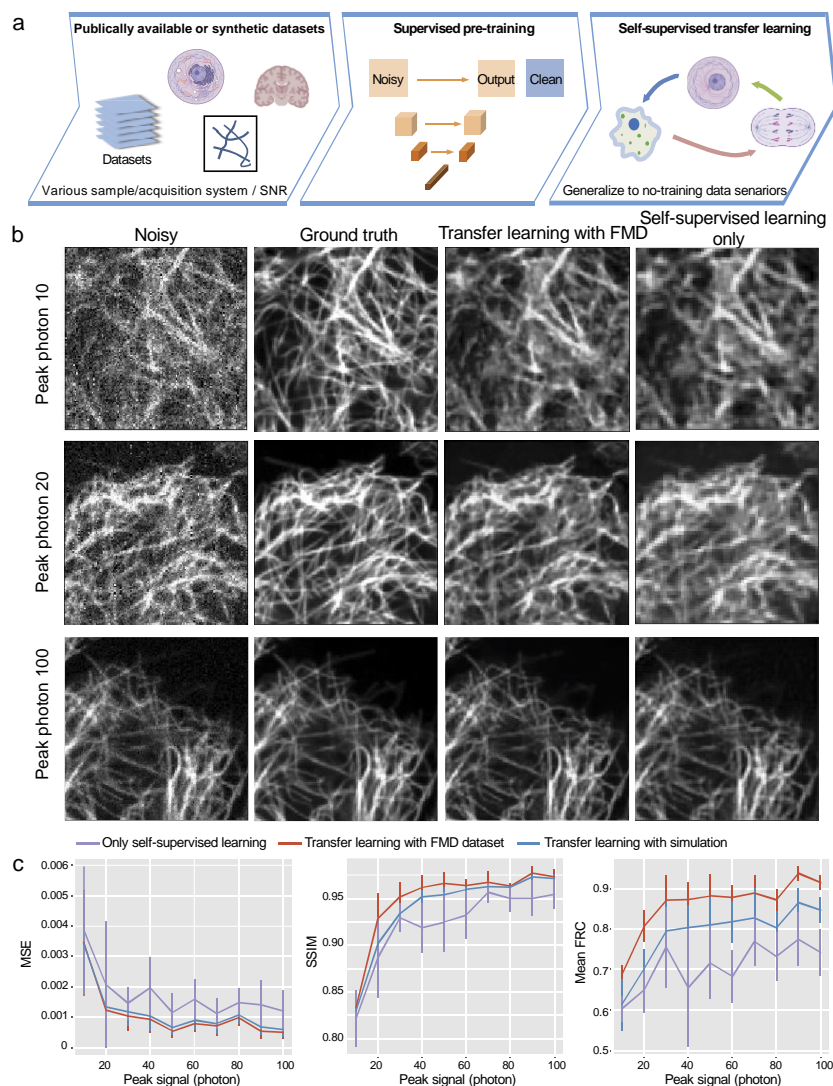 a
Publically available or synthetic datasets
Supervised pre-training
Self-supervised transfer learning
Noisy
Output
Clean
Datasets
Various sample/acquisition system / SNR
Generalize to no-training data senariors
b
Noisy
Ground truth
Transfer learning with FMD
Self-supervised learning
only
Peak photon 10
Peak photon 20
Peak photon 100
Only self-supervised learning
Transfer learning with FMD dataset
Transfer learning with simulation
c
0.006
0.005
0.004
0.003
0.002
0.001
0
MSE
20
40
60
80
100
Peak signal (photon)
0.95
0.90
0.85
0.80
SSIM
20
40
60
80
100
Peak signal (photon)
0.9
0.8
0.7
0.6
0.5
Mean FRC
20
40
60
80
100
Peak signal (photon)